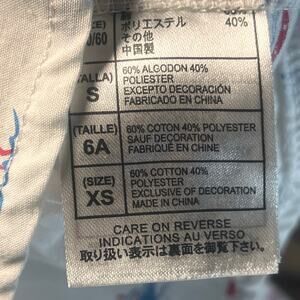 ポリエステル 40%
その他
中国製
S
60% ALGODON 40%
POLIESTER
EXCEPTO DECORACIÓN
FABRICADO EN CHINA
(TAILLE)
6A
60% COTON 40% POLYESTER
SAUF DECORATION
FABRIQUÉ EN CHINE
(SIZE)
XS
60% COTTON 40%
POLYESTER
EXCLUSIVE OF DECORATION
MADE IN CHINA
CARE ON REVERSE
INDICATIONS AU VERSO
取り扱い表示は裏面を御覧下さい。